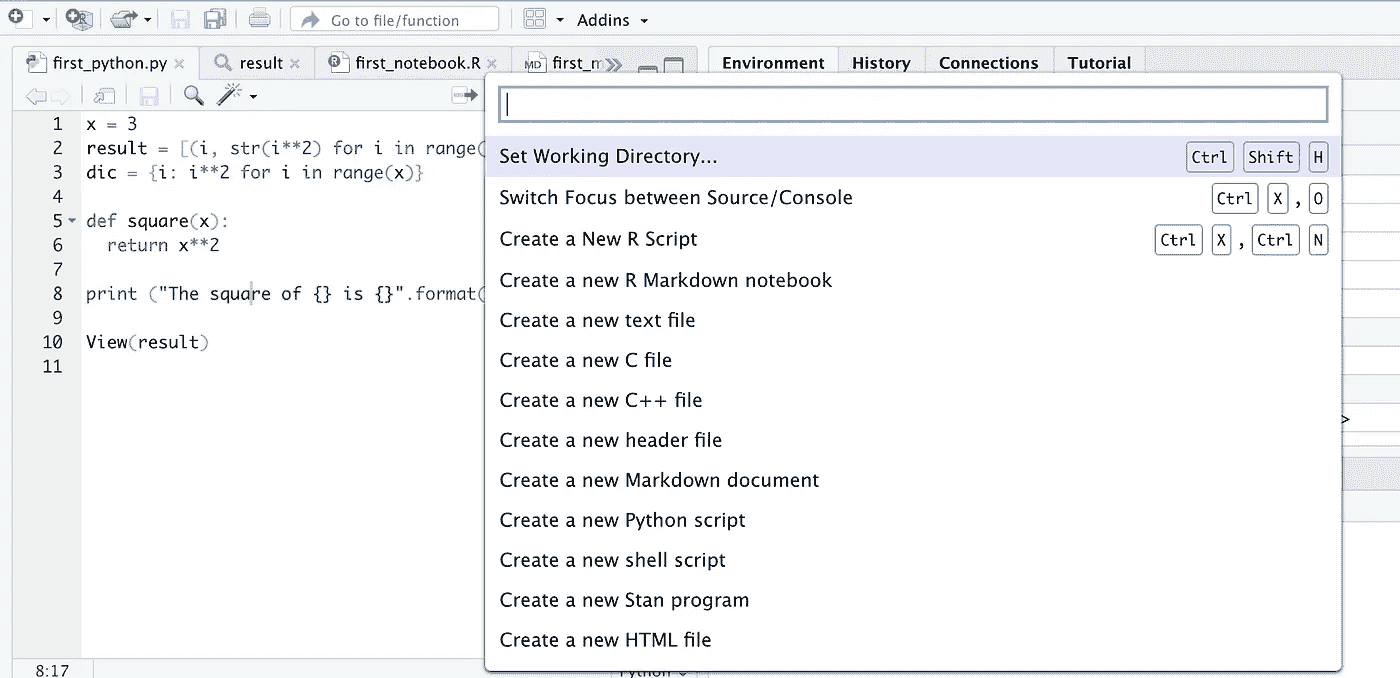 Go to file/function
Addins
first_python.py
result
first_notebook.R
MD first_m
Environment
History
Connections
Tutorial
1 x = 3
2 result = [(i, str(i**2) for i in range(
3 dic = {i: i**2 for i in range(x)}
4
5 def square(x):
6 return x**2
7
8 print ("The square of {} is {}".format(
9
10 View(result)
11
8:17
Set Working Directory... Ctrl Shift H
Switch Focus between Source/Console Ctrl X , O
Create a New R Script Ctrl X , Ctrl N
Create a new R Markdown notebook
Create a new text file
Create a new C file
Create a new C++ file
Create a new header file
Create a new Markdown document
Create a new Python script
Create a new shell script
Create a new Stan program
Create a new HTML file
Python